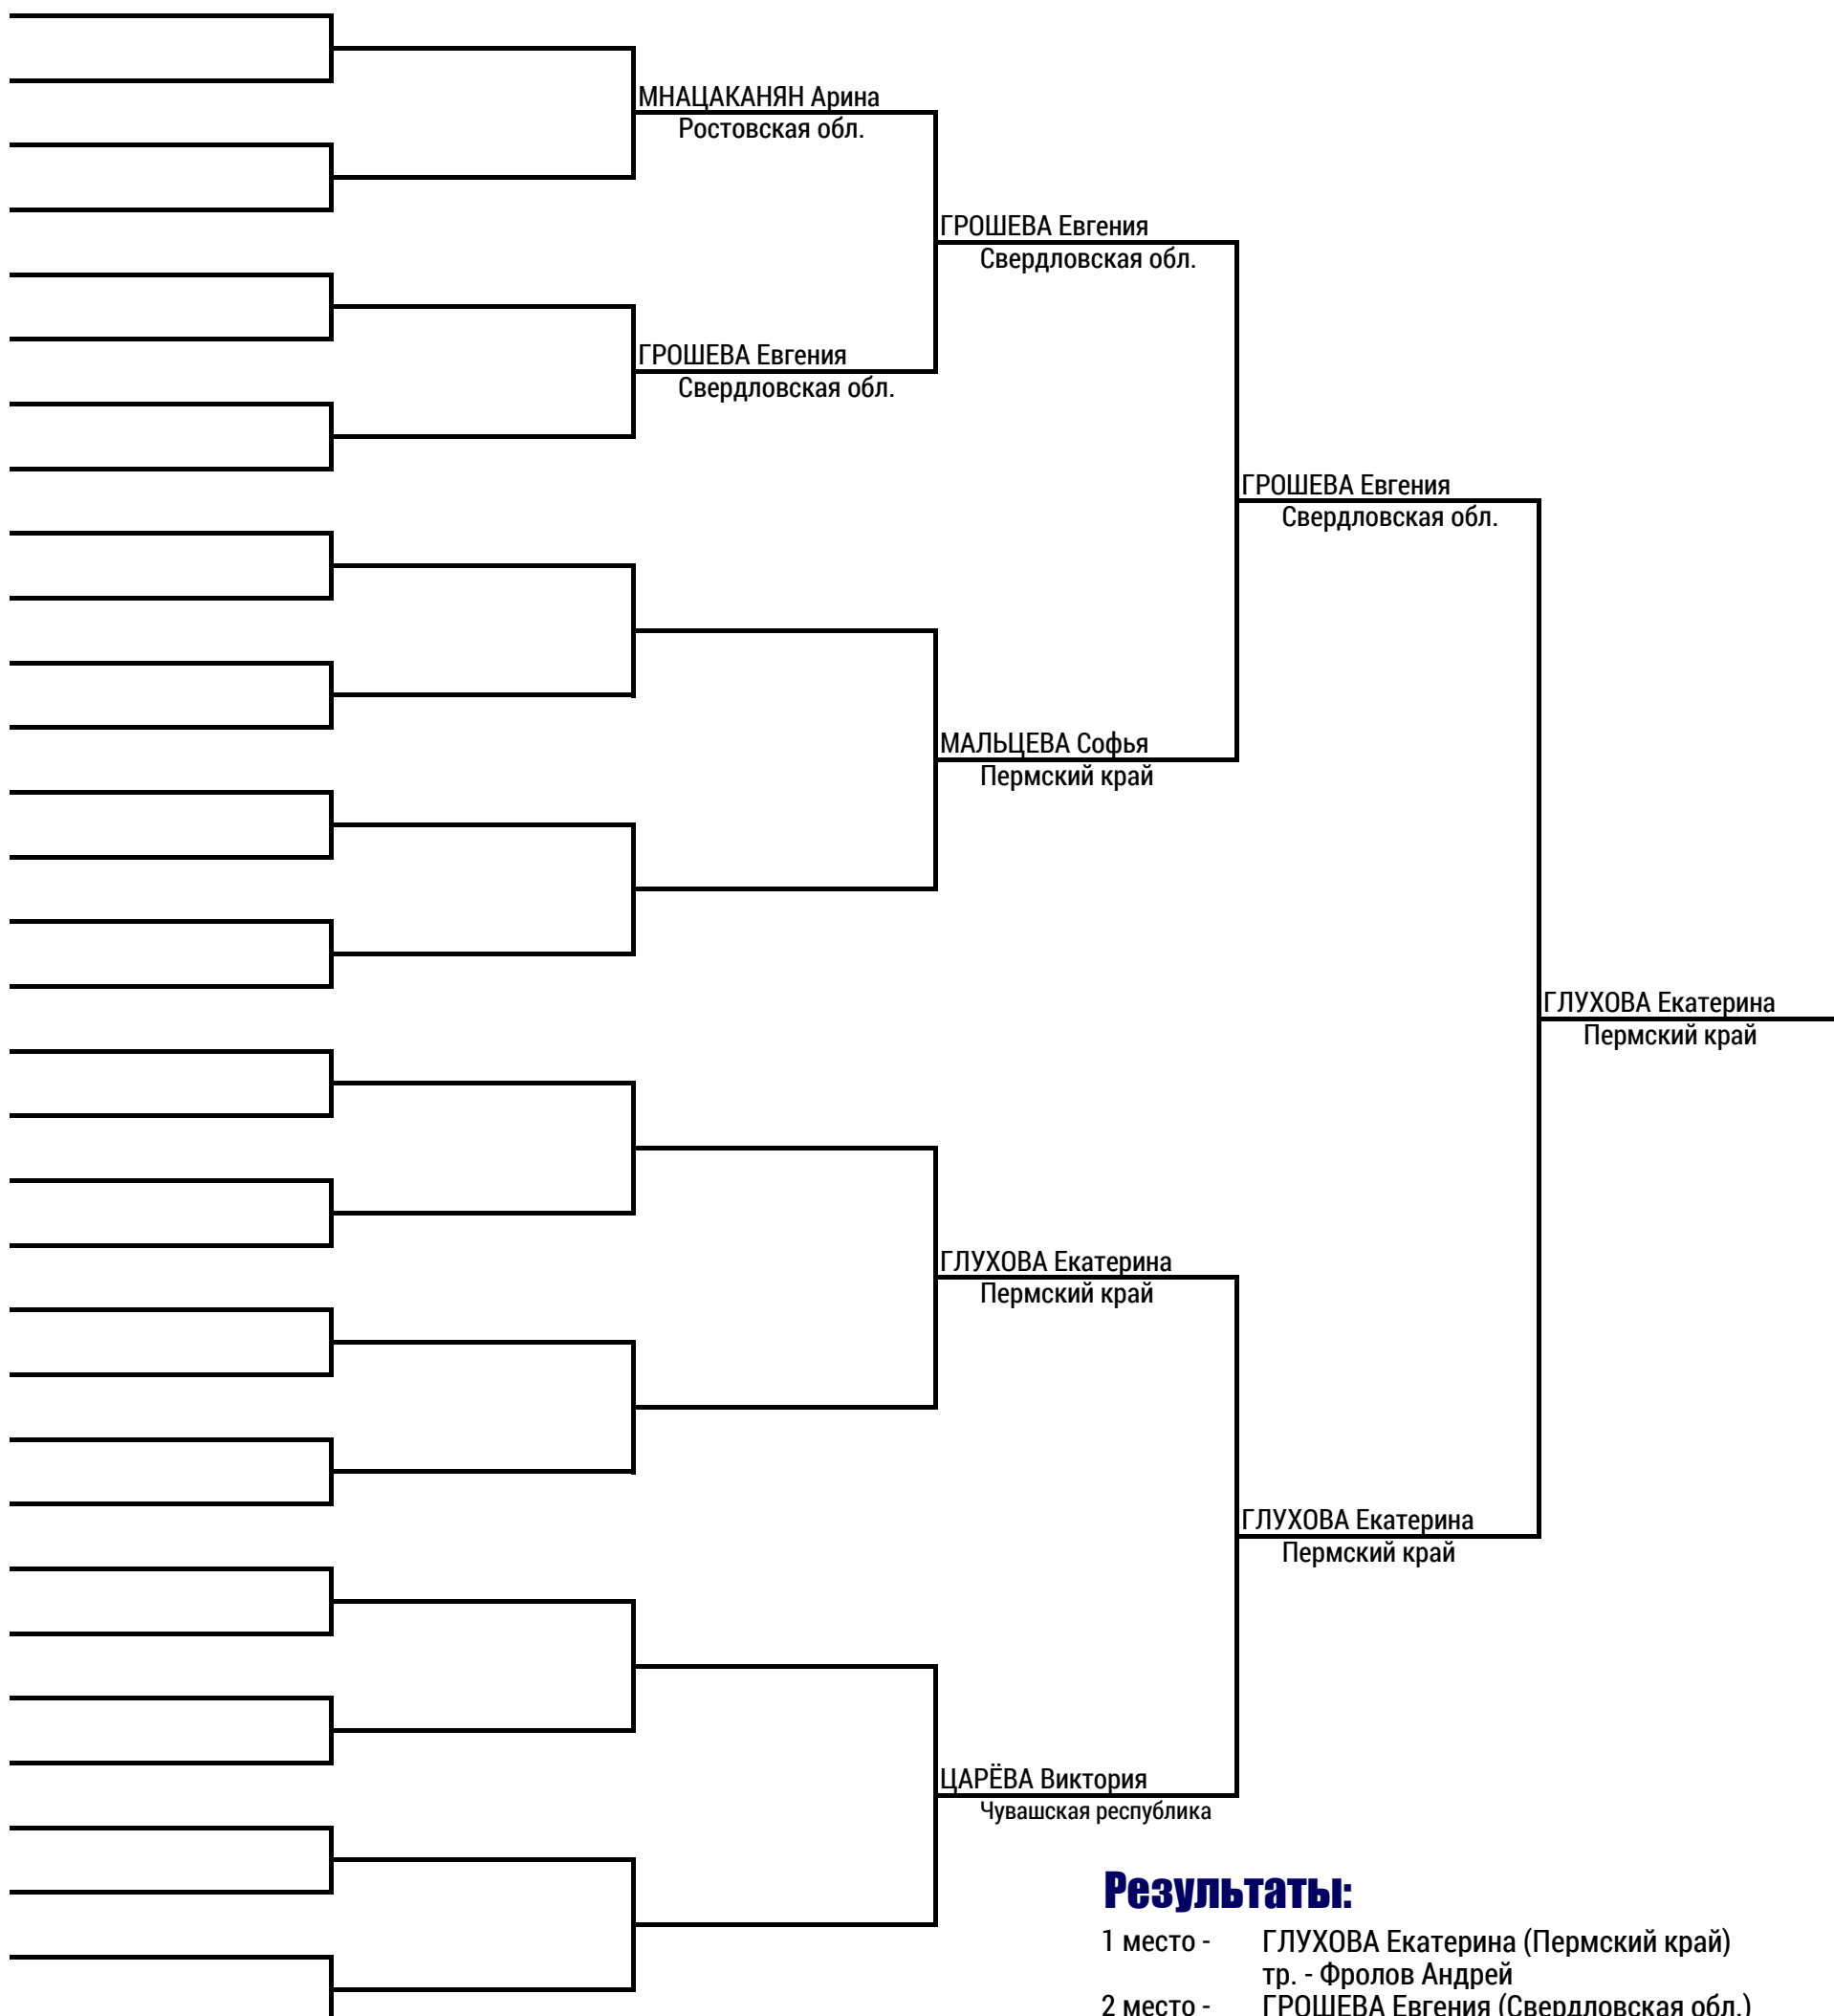 МНАЦАКАНЯН Арина
Ростовская обл.
ГРОШЕВА Евгения
Свердловская обл.
ГРОШЕВА Евгения
Свердловская обл.
ГРОШЕВА Евгения
Свердловская обл.
МАЛЬЦЕВА Софья
Пермский край
ГЛУХОВА Екатерина
Пермский край
ГЛУХОВА Екатерина
Пермский край
ГЛУХОВА Екатерина
Пермский край
ЦАРЁВА Виктория
Чувашская республика
Результаты:
1 место - ГЛУХОВА Екатерина (Пермский край)
тр. - Фролов Андрей
2 место - ГРОШЕВА Евгения (Свердловская обл.)